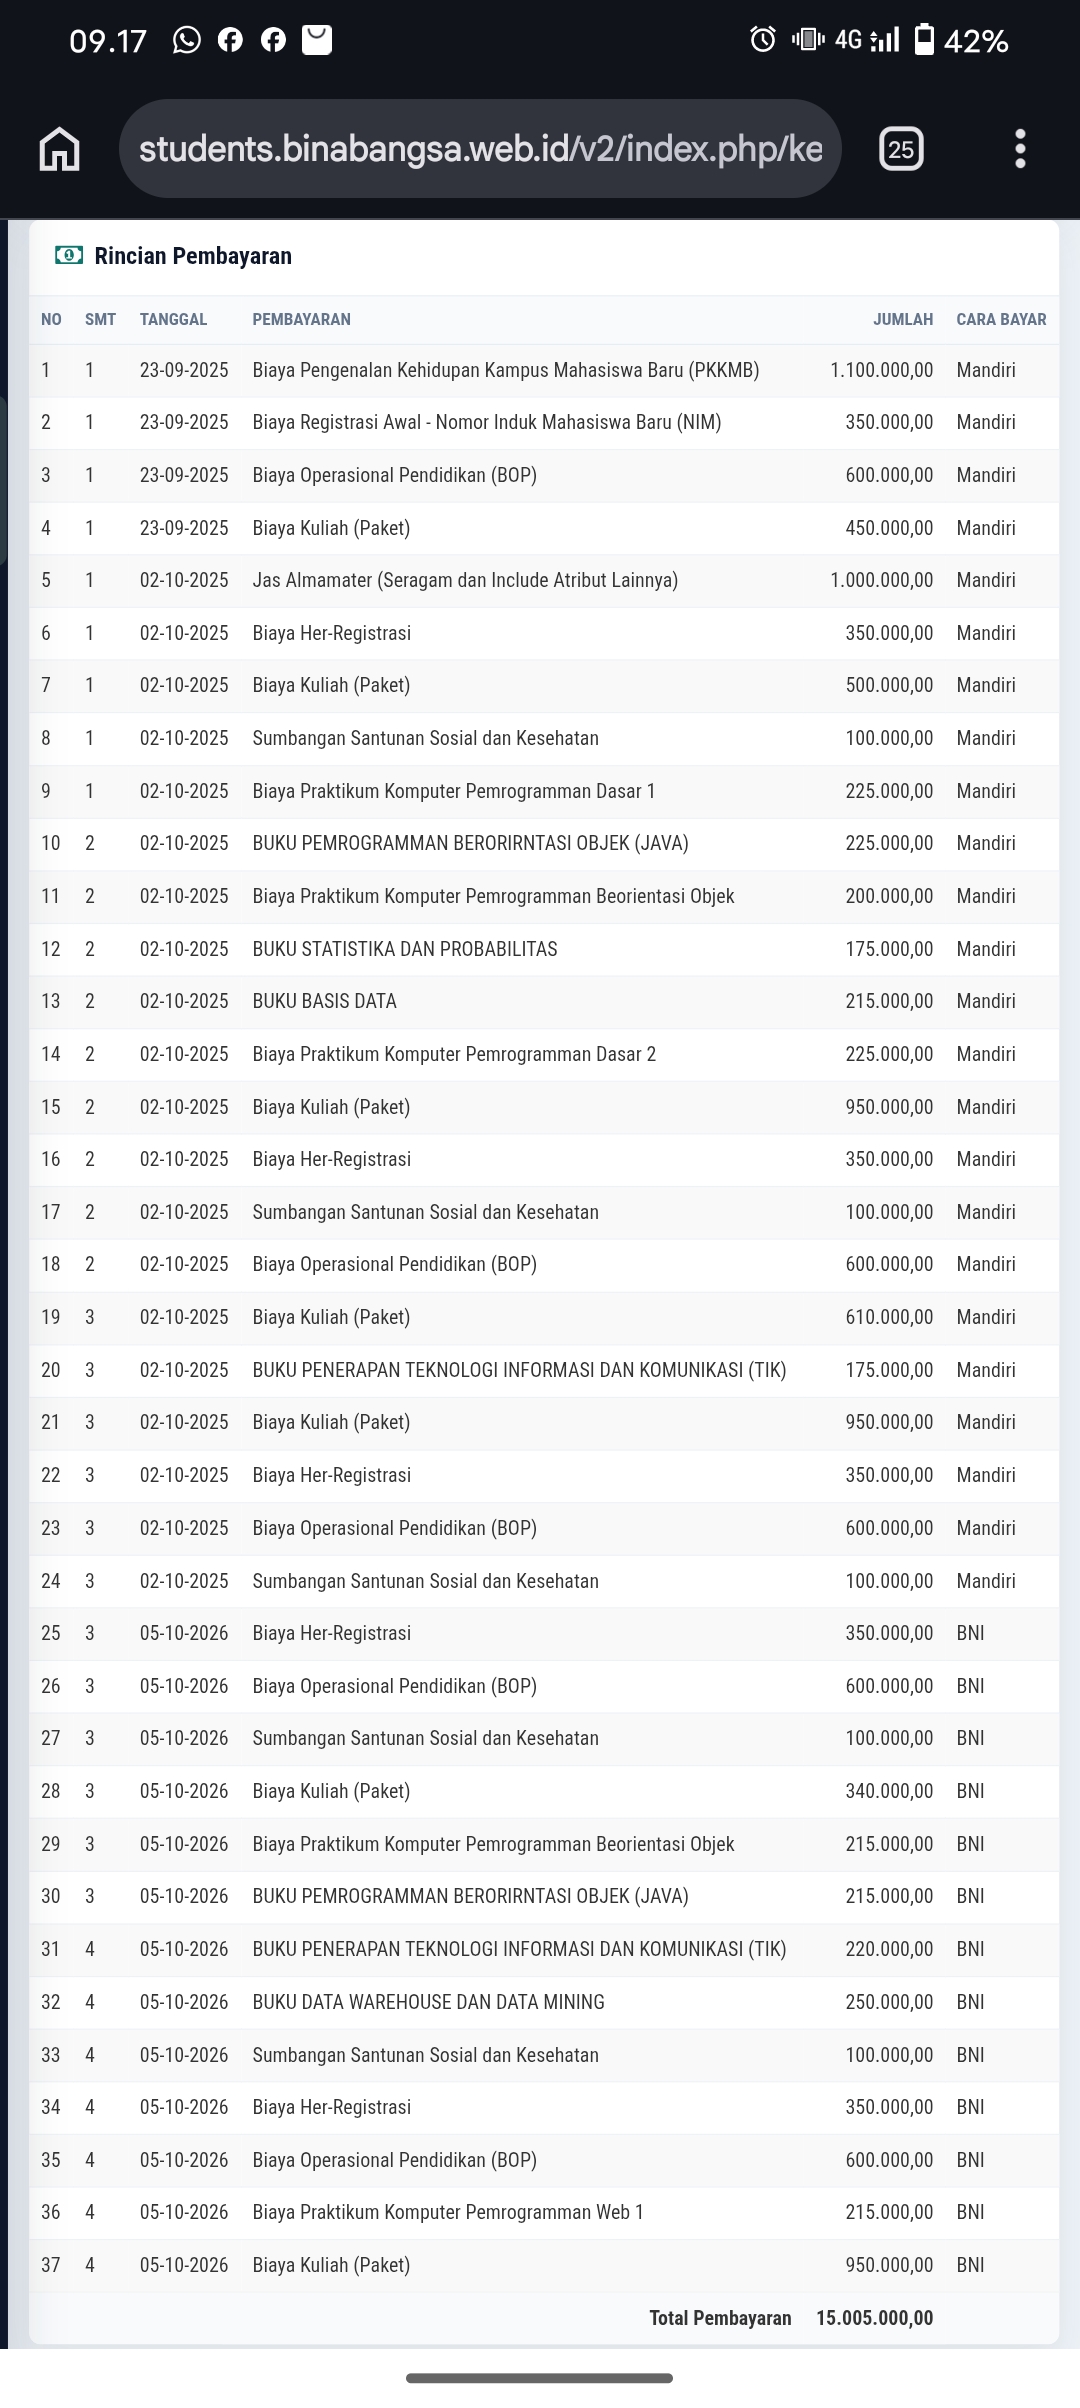 09.17 4G 42%
students.binabangsa.web.id/v2/index.php/ke 25
Rincian Pembayaran
NO SMT TANGGAL PEMBAYARAN JUMLAH CARA BAYAR
1 1 23-09-2025 Biaya Pengenalan Kehidupan Kampus Mahasiswa Baru (PKKMB) 1.100.000,00 Mandiri
2 1 23-09-2025 Biaya Registrasi Awal - Nomor Induk Mahasiswa Baru (NIM) 350.000,00 Mandiri
3 1 23-09-2025 Biaya Operasional Pendidikan (BOP) 600.000,00 Mandiri
4 1 23-09-2025 Biaya Kuliah (Paket) 450.000,00 Mandiri
5 1 02-10-2025 Jas Almamater (Seragam dan Include Atribut Lainnya) 1.000.000,00 Mandiri
6 1 02-10-2025 Biaya Her-Registrasi 350.000,00 Mandiri
7 1 02-10-2025 Biaya Kuliah (Paket) 500.000,00 Mandiri
8 1 02-10-2025 Sumbangan Santunan Sosial dan Kesehatan 100.000,00 Mandiri
9 1 02-10-2025 Biaya Praktikum Komputer Pemrogramman Dasar 1 225.000,00 Mandiri
10 2 02-10-2025 BUKU PEMROGRAMMAN BERORIRNTASI OBJEK (JAVA) 225.000,00 Mandiri
11 2 02-10-2025 Biaya Praktikum Komputer Pemrogramman Beorientasi Objek 200.000,00 Mandiri
12 2 02-10-2025 BUKU STATISTIKA DAN PROBABILITAS 175.000,00 Mandiri
13 2 02-10-2025 BUKU BASIS DATA 215.000,00 Mandiri
14 2 02-10-2025 Biaya Praktikum Komputer Pemrogramman Dasar 2 225.000,00 Mandiri
15 2 02-10-2025 Biaya Kuliah (Paket) 950.000,00 Mandiri
16 2 02-10-2025 Biaya Her-Registrasi 350.000,00 Mandiri
17 2 02-10-2025 Sumbangan Santunan Sosial dan Kesehatan 100.000,00 Mandiri
18 2 02-10-2025 Biaya Operasional Pendidikan (BOP) 600.000,00 Mandiri
19 3 02-10-2025 Biaya Kuliah (Paket) 610.000,00 Mandiri
20 3 02-10-2025 BUKU PENERAPAN TEKNOLOGI INFORMASI DAN KOMUNIKASI (TIK) 175.000,00 Mandiri
21 3 02-10-2025 Biaya Kuliah (Paket) 950.000,00 Mandiri
22 3 02-10-2025 Biaya Her-Registrasi 350.000,00 Mandiri
23 3 02-10-2025 Biaya Operasional Pendidikan (BOP) 600.000,00 Mandiri
24 3 02-10-2025 Sumbangan Santunan Sosial dan Kesehatan 100.000,00 Mandiri
25 3 05-10-2026 Biaya Her-Registrasi 350.000,00 BNI
26 3 05-10-2026 Biaya Operasional Pendidikan (BOP) 600.000,00 BNI
27 3 05-10-2026 Sumbangan Santunan Sosial dan Kesehatan 100.000,00 BNI
28 3 05-10-2026 Biaya Kuliah (Paket) 340.000,00 BNI
29 3 05-10-2026 Biaya Praktikum Komputer Pemrogramman Beorientasi Objek 215.000,00 BNI
30 3 05-10-2026 BUKU PEMROGRAMMAN BERORIRNTASI OBJEK (JAVA) 215.000,00 BNI
31 4 05-10-2026 BUKU PENERAPAN TEKNOLOGI INFORMASI DAN KOMUNIKASI (TIK) 220.000,00 BNI
32 4 05-10-2026 BUKU DATA WAREHOUSE DAN DATA MINING 250.000,00 BNI
33 4 05-10-2026 Sumbangan Santunan Sosial dan Kesehatan 100.000,00 BNI
34 4 05-10-2026 Biaya Her-Registrasi 350.000,00 BNI
35 4 05-10-2026 Biaya Operasional Pendidikan (BOP) 600.000,00 BNI
36 4 05-10-2026 Biaya Praktikum Komputer Pemrogramman Web 1 215.000,00 BNI
37 4 05-10-2026 Biaya Kuliah (Paket) 950.000,00 BNI
Total Pembayaran 15.005.000,00